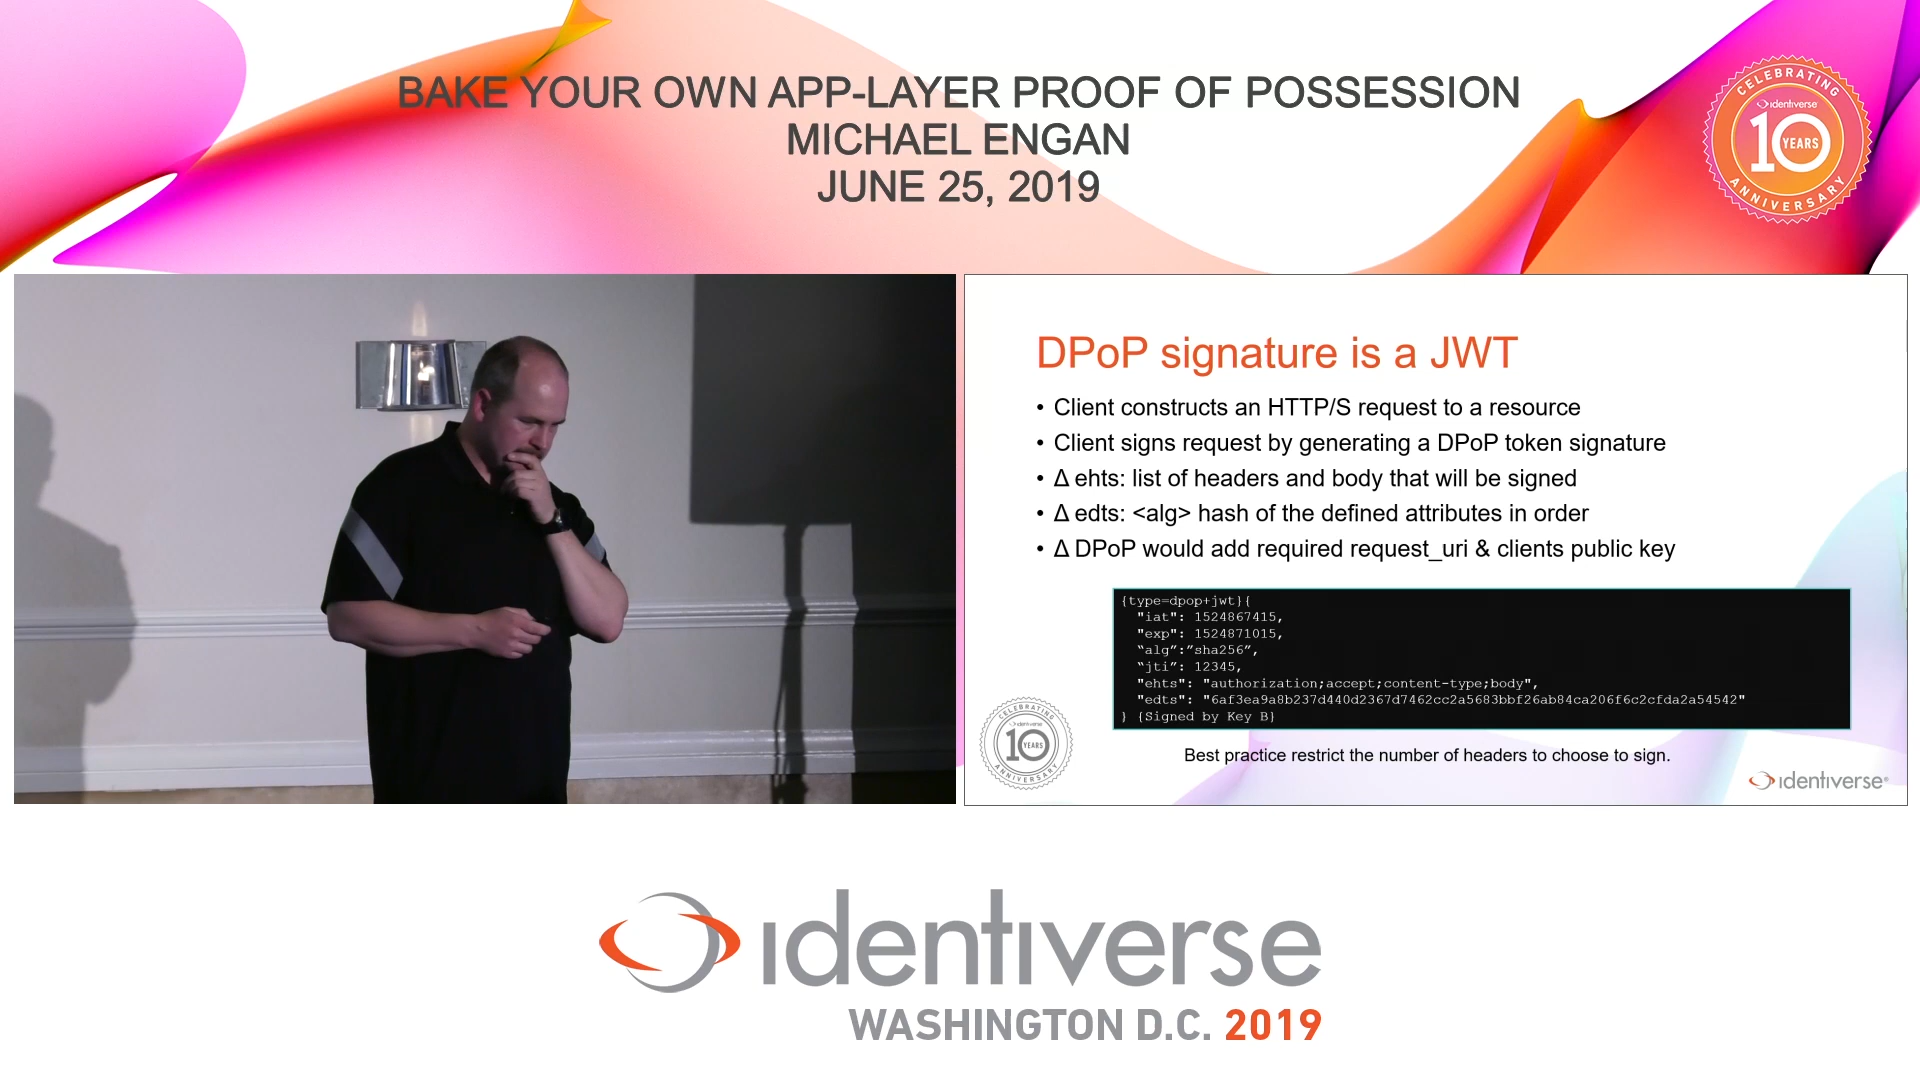 BAKE YOUR OWN APP-LAYER PROOF OF POSSESSION
MICHAEL ENGAN
JUNE 25, 2019
CELEBRATING
identiverse
10
YEARS
ANNIVERSARY
DPoP signature is a JWT
• Client constructs an HTTP/S request to a resource
• Client signs request by generating a DPoP token signature
• Δ ehts: list of headers and body that will be signed
• Δ edts: <alg> hash of the defined attributes in order
• Δ DPoP would add required request_uri & clients public key
{type=dpop+jwt}{
"iat": 1524867415,
"exp": 1524871015,
“alg”:”sha256”,
“jti”: 12345,
"ehts": "authorization;accept;content-type;body",
"edts": "6af3ea9a8b237d440d2367d7462cc2a5683bbf26ab84ca206f6c2cfda2a54542"
} {Signed by Key B}
Best practice restrict the number of headers to choose to sign.
CELEBRATING
identiverse
10
YEARS
ANNIVERSARY
identiverse®
identiverse
WASHINGTON D.C. 2019